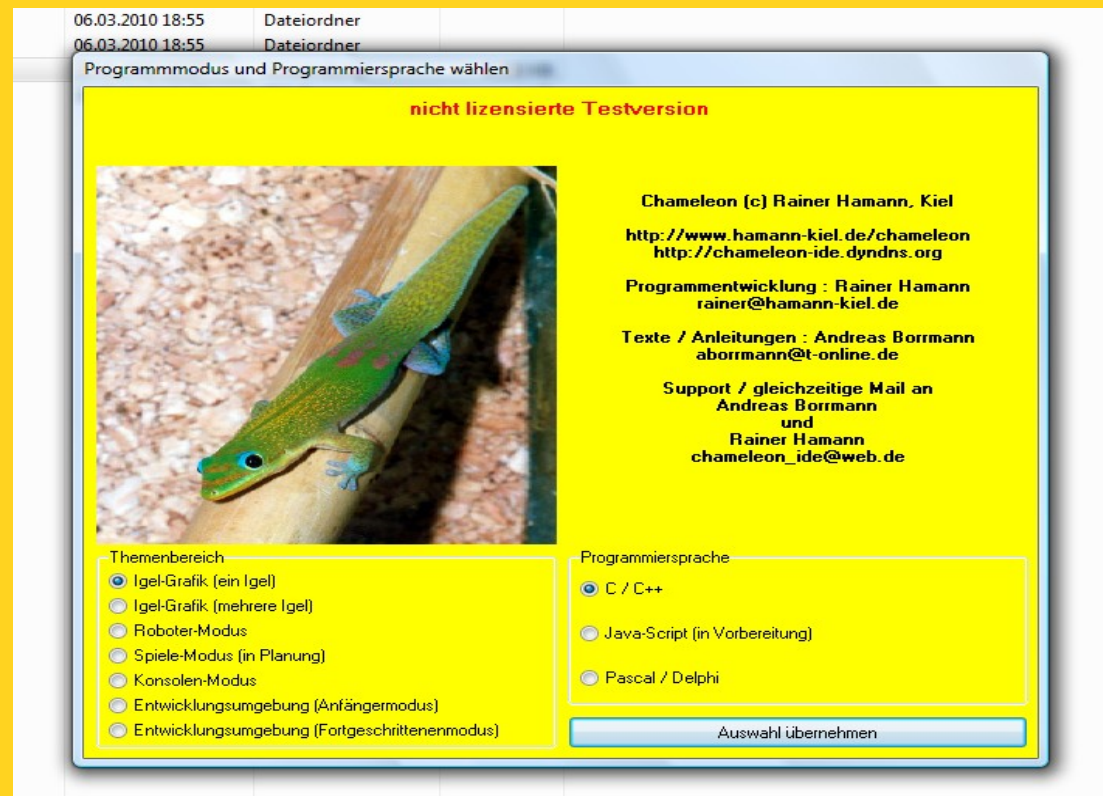 06.03.2010 18:55 Dateiordner
06.03.2010 18:55 Dateiordner
Programmmodus und Programmiersprache wählen
nicht lizensierte Testversion
Chameleon (c) Rainer Hamann, Kiel
http://www.hamann-kiel.de/chameleon
http://chameleon-ide.dyndns.org
Programmentwicklung : Rainer Hamann
rainer@hamann-kiel.de
Texte / Anleitungen : Andreas Borrmann
aborrmann@t-online.de
Support / gleichzeitige Mail an
Andreas Borrmann
und
Rainer Hamann
chameleon_ide@web.de
Themenbereich
Igel-Grafik (ein Igel)
Igel-Grafik (mehrere Igel)
Roboter-Modus
Spiele-Modus (in Planung)
Konsolen-Modus
Entwicklungsumgebung (Anfängermodus)
Entwicklungsumgebung (Fortgeschrittenenmodus)
Programmiersprache
C / C++
Java-Script (in Vorbereitung)
Pascal / Delphi
Auswahl übernehmen